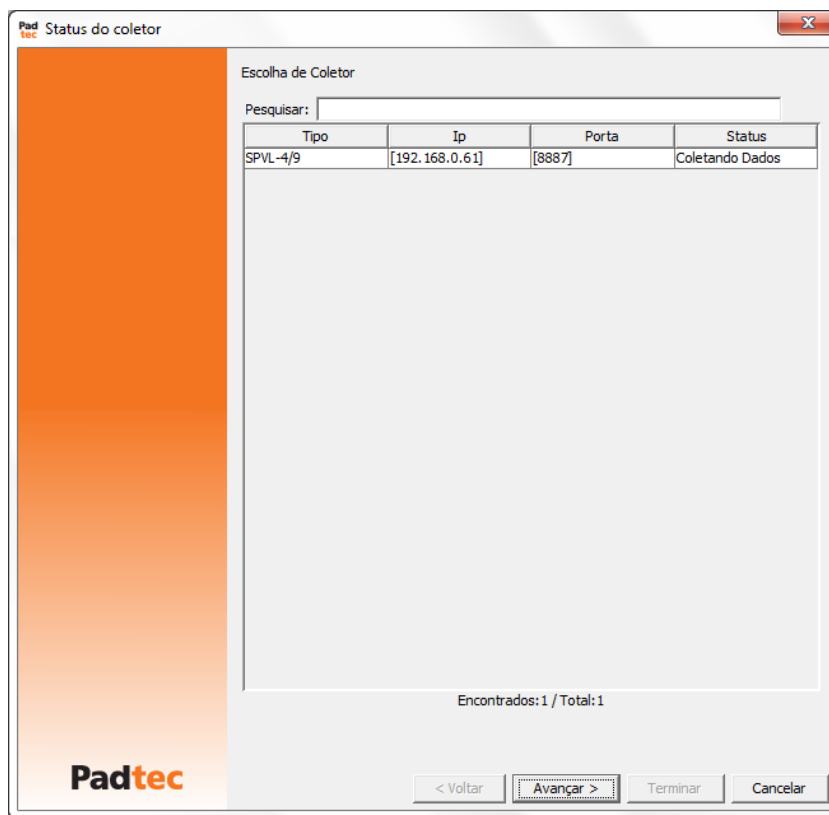 Pad
tec Status do coletor
Escolha de Coletor
Pesquisar:
Tipo Ip Porta Status
SPVL-4/9 [192.168.0.61] [8887] Coletando Dados
Encontrados:1 / Total:1
Padtec
< Voltar Avançar > Terminar Cancelar